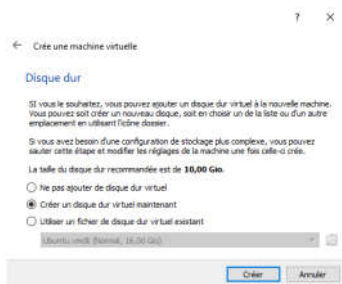 ? ×
← Crée une machine virtuelle
Disque dur
SI vous le souhaitez, vous pouvez ajouter un disque dur virtuel à la nouvelle machine.
Vous pouvez soit créer un nouveau disque, soit en choisir un de la liste ou d'un autre
emplacement en utilisant l'icône dossier.
Si vous avez besoin d'une configuration de stockage plus complexe, vous pouvez
sauter cette étape et modifier les réglages de la machine une fois celle-ci crée.
La taille du disque dur recommandée est de 10,00 Gio.
Ne pas ajouter de disque dur virtuel
Créer un disque dur virtuel maintenant
Utiliser un fichier de disque dur virtuel existant
Ubuntu.vmdk (Normal, 16,00 Gio)
Créer Annuler